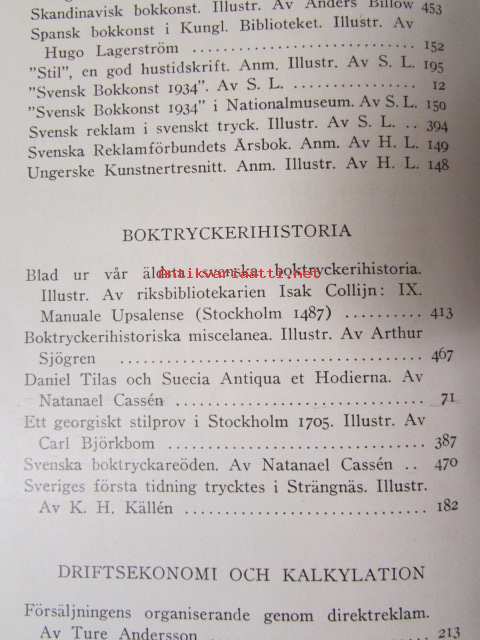 Skandinavisk bokkonst. Illustr. Av Anders Billow 453
Spansk bokkonst i Kungl. Biblioteket. Illustr. Av
Hugo Lagerström .............................. 152
"Stil", en god hustidskrift. Anm. Illustr. Av S. L. 195
"Svensk Bokkonst 1934". Av S. L. ................ 12
"Svensk Bokkonst 1934" i Nationalmuseum. Av S. L. 150
Svensk reklam i svenskt tryck. Illustr. Av S. L. .. 394
Svenska Reklamförbundets Årsbok. Anm. Av H. L. 149
Ungerske Kunstnertresnitt. Anm. Illustr. Av H. L. 148
BOKTRYCKERIHISTORIA
Blad ur vår äldsta svenska boktryckerihistoria.
antikvariaatti.net
Illustr. Av riksbibliotekarien Isak Collijn: IX.
Manuale Upsalense (Stockholm 1487) .......... 413
Boktryckerihistoriska miscelanea. Illustr. Av Arthur
Sjögren ........................................ 467
Daniel Tilas och Suecia Antiqua et Hodierna. Av
Natanael Cassén ................................ 71
Ett georgiskt stilprov i Stockholm 1705. Illustr. Av
Carl Björkbom .................................. 387
Svenska boktryckareöden. Av Natanael Cassén .. 470
Sveriges första tidning trycktes i Strängnäs. Illustr.
Av K. H. Källén ................................ 182
DRIFTSEKONOMI OCH KALKYLATION
Försäljningens organiserande genom direktreklam.
Av Ture Andersson .............................. 213